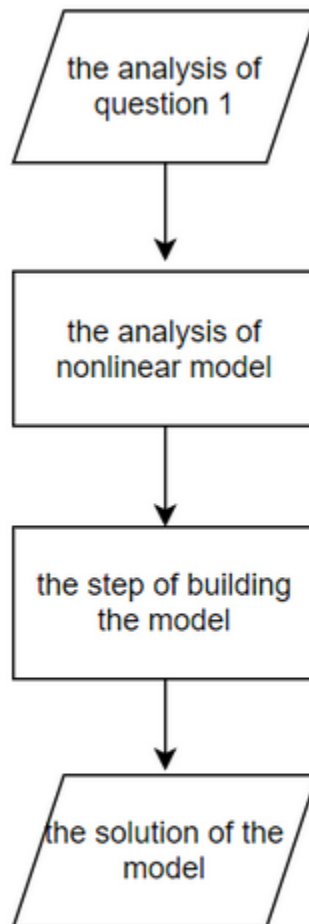 the analysis of
question 1
the analysis of
nonlinear model
the step of building
the model
the solution of the
model